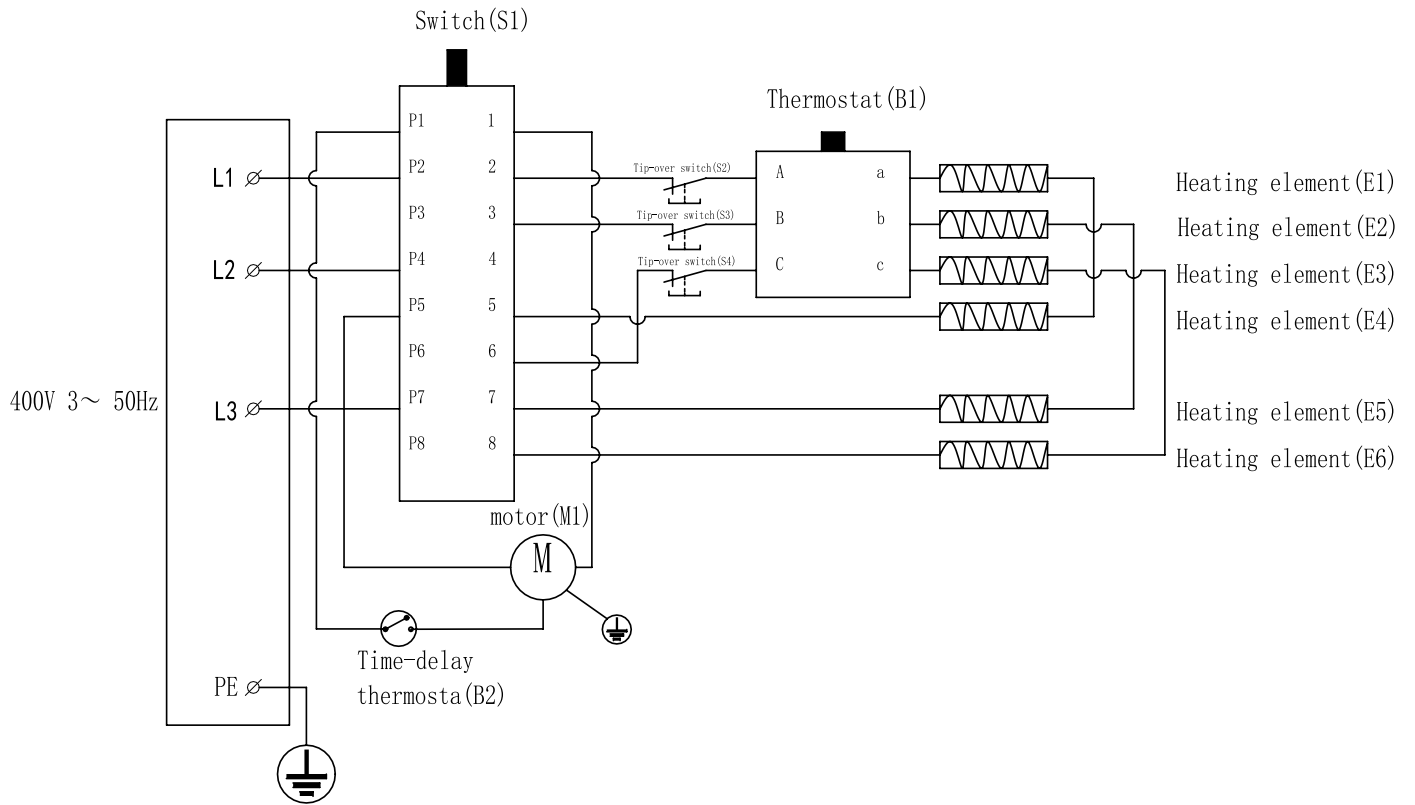 Switch(S1)
Thermostat(B1)
P1 1
P2 2
P3 3
P4 4
P5 5
P6 6
P7 7
P8 8
L1
L2
L3
PE
400V 3～ 50Hz
Tip-over switch(S2)
Tip-over switch(S3)
Tip-over switch(S4)
A a
B b
C c
Heating element(E1)
Heating element(E2)
Heating element(E3)
Heating element(E4)
Heating element(E5)
Heating element(E6)
motor(M1)
M
Time-delay
thermosta(B2)